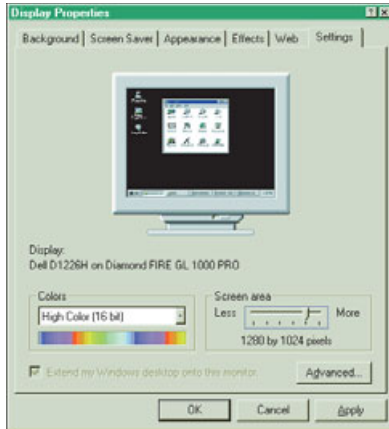 Display Properties
Background Screen Saver Appearance Effects Web Settings
Display:
Dell D1226H on Diamond FIRE GL 1000 PRO
Colors
High Color (16 bit)
Screen area
Less More
1280 by 1024 pixels
Extend my Windows desktop onto this monitor.
Advanced...
OK Cancel Apply